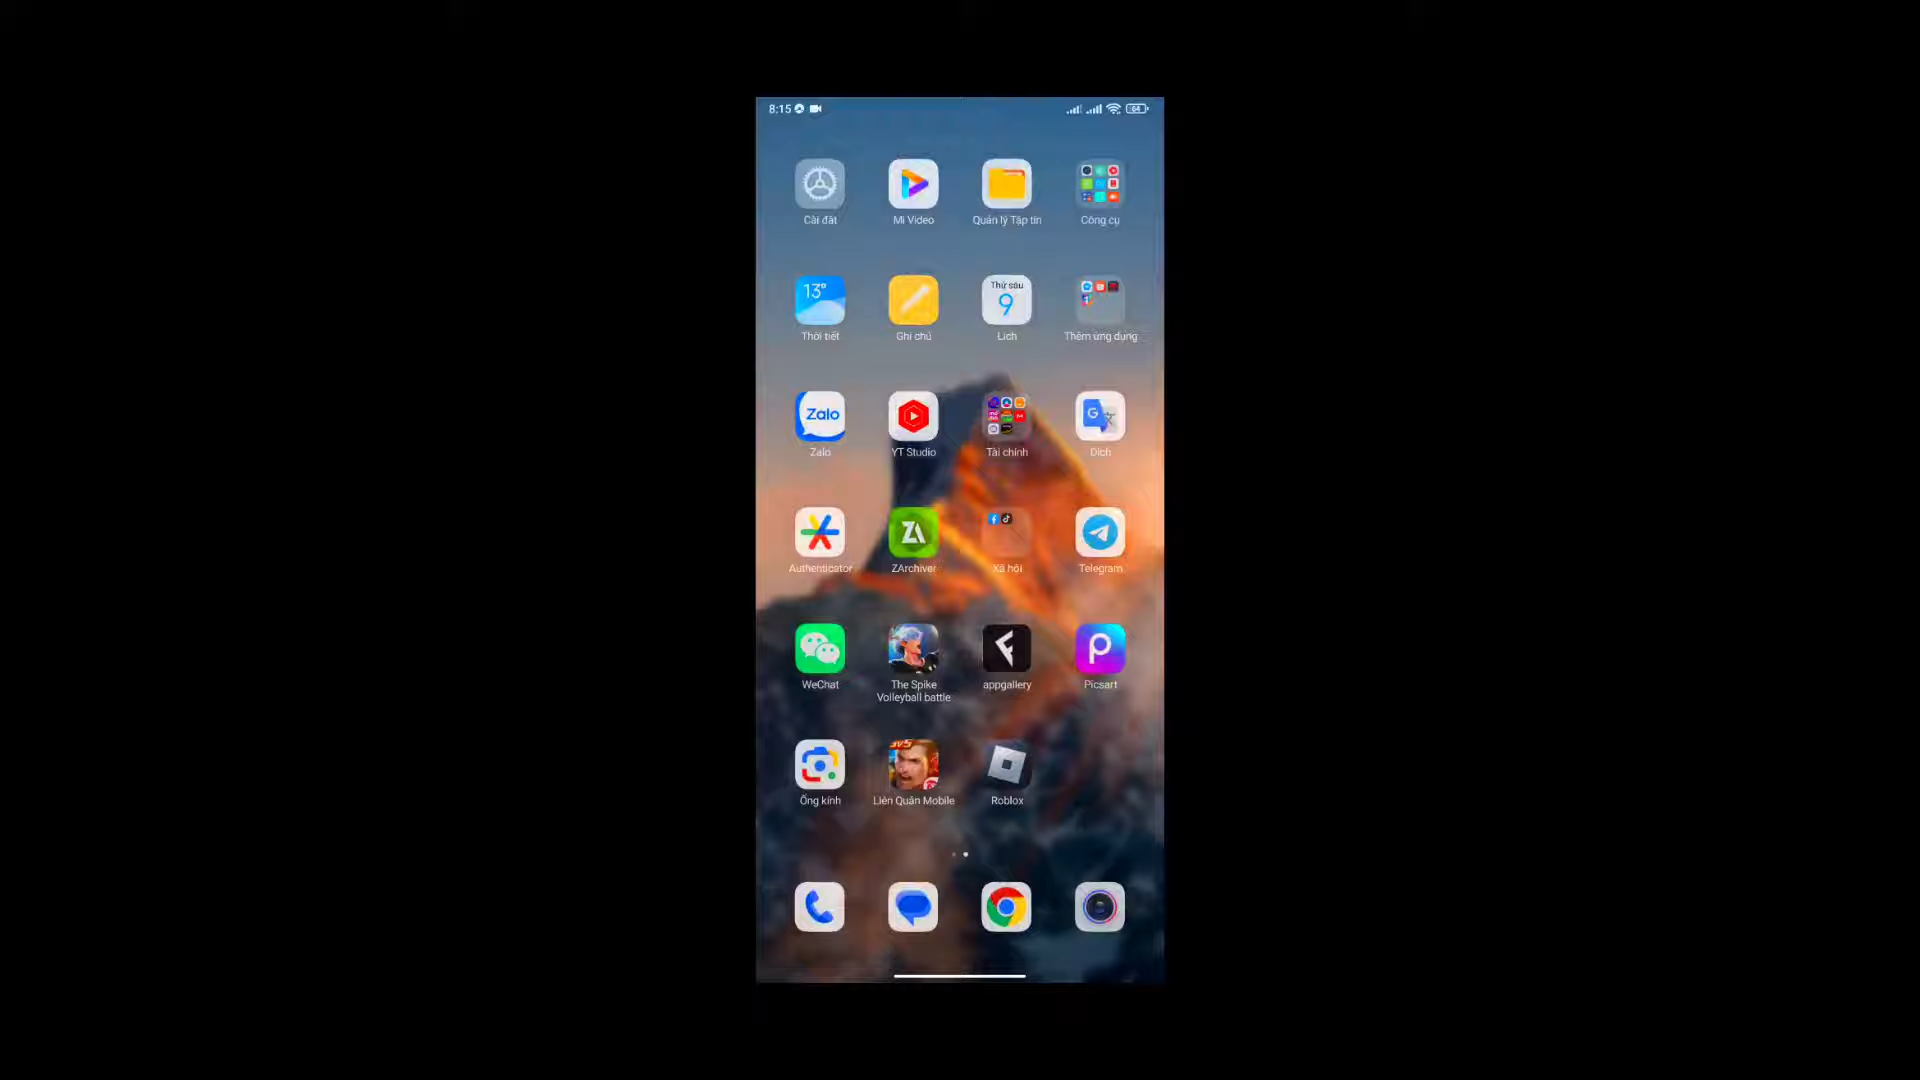 8:15
64
Cài đặt
Mi Video
Quản lý Tập tin
Công cụ
13°
Thứ sáu
9
Thời tiết
Ghi chú
Lịch
Thêm ứng dụng
Zalo
Zalo
YT Studio
Tài chính
Dịch
Authenticator
ZArchiver
Xã hội
Telegram
WeChat
The Spike
Volleyball battle
appgallery
Picsart
5v5
Ống kính
Liên Quân Mobile
Roblox